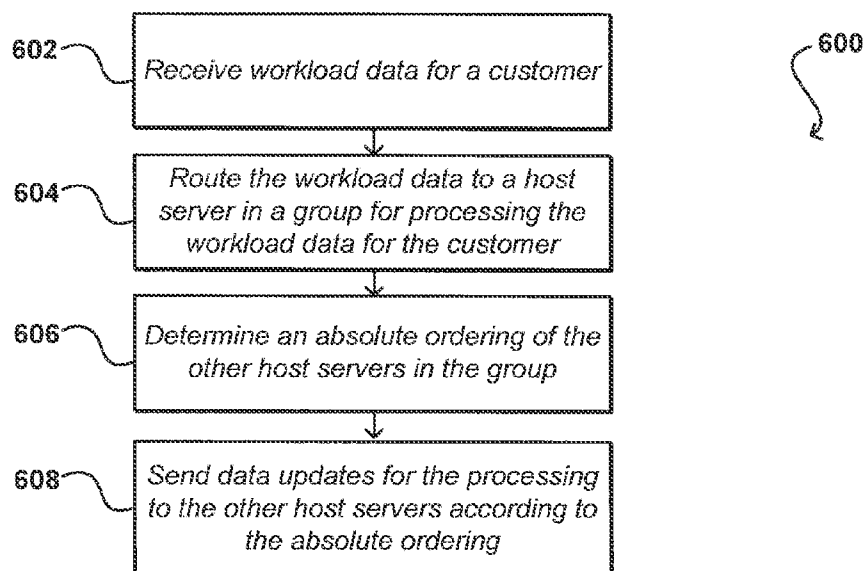 602
600
Receive workload data for a customer
604
Route the workload data to a host
server in a group for processing the
workload data for the customer
606
Determine an absolute ordering of the
other host servers in the group
608
Send data updates for the processing
to the other host servers according to
the absolute ordering